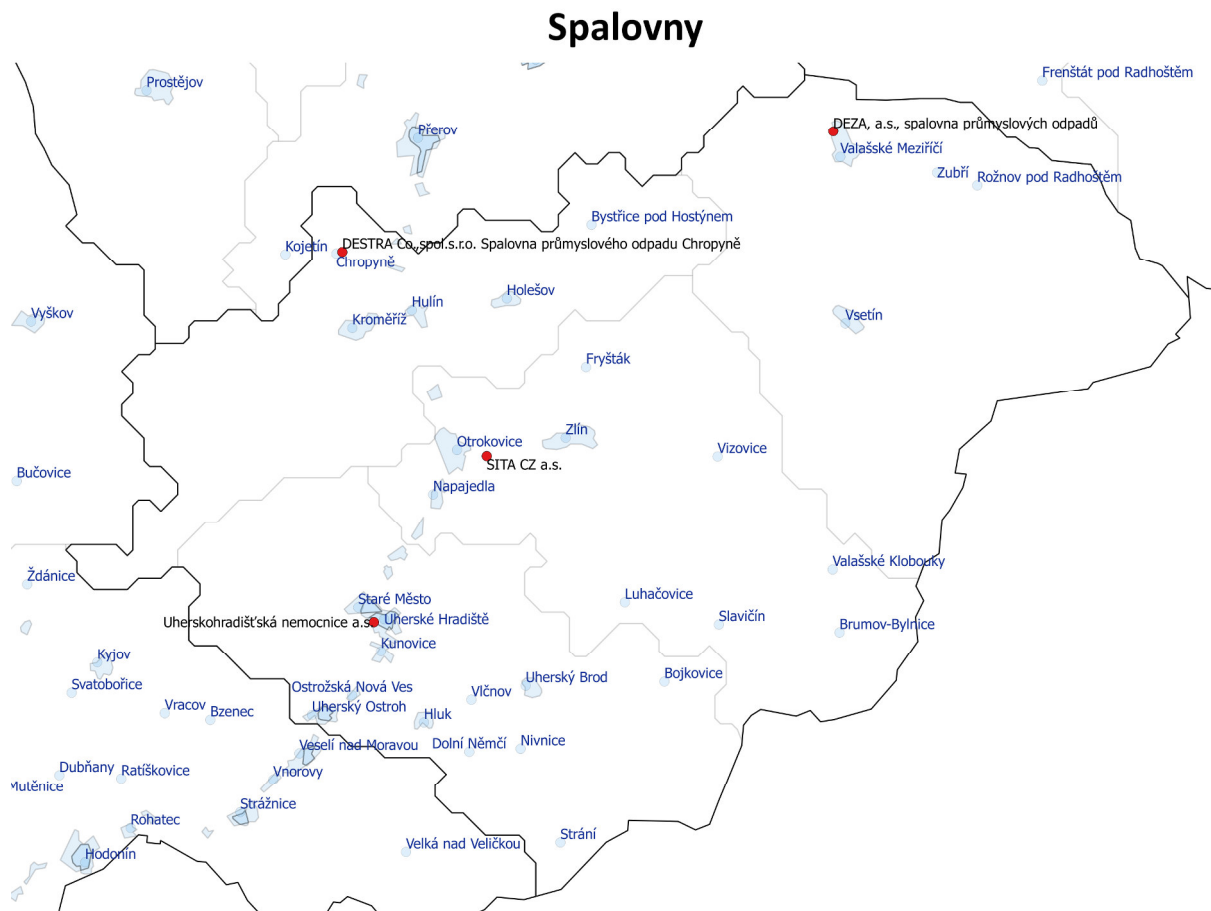 Spalovny
Frenštát pod Radhoštěm
Prostějov
DEZA, a.s., spalovna průmyslových odpadů
Přerov
Valašské Meziříčí
Zubří
Rožnov pod Radhoštěm
Bystřice pod Hostýnem
DESTRA Co.,spol.s.r.o. Spalovna průmyslového odpadu Chropyně
Kojetín
Chropyně
Holešov
Hulín
Vyškov
Kroměříž
Vsetín
Fryšták
Zlín
Otrokovice
Vizovice
SITA CZ a.s.
Bučovice
Napajedla
Valašské Klobouky
Ždánice
Luhačovice
Staré Město
Slavičín
Uherskohradišťská nemocnice a.s.
Uherské Hradiště
Brumov-Bylnice
Kunovice
Kyjov
Bojkovice
Uherský Brod
Svatobořice
Ostrožská Nová Ves
Vlčnov
Vracov
Uherský Ostroh
Bzenec
Hluk
Nivnice
Dolní Němčí
Veselí nad Moravou
Dubňany
Ratíškovice
Vnorovy
Mutěnice
Strážnice
Rohatec
Strání
Velká nad Veličkou
Hodonín